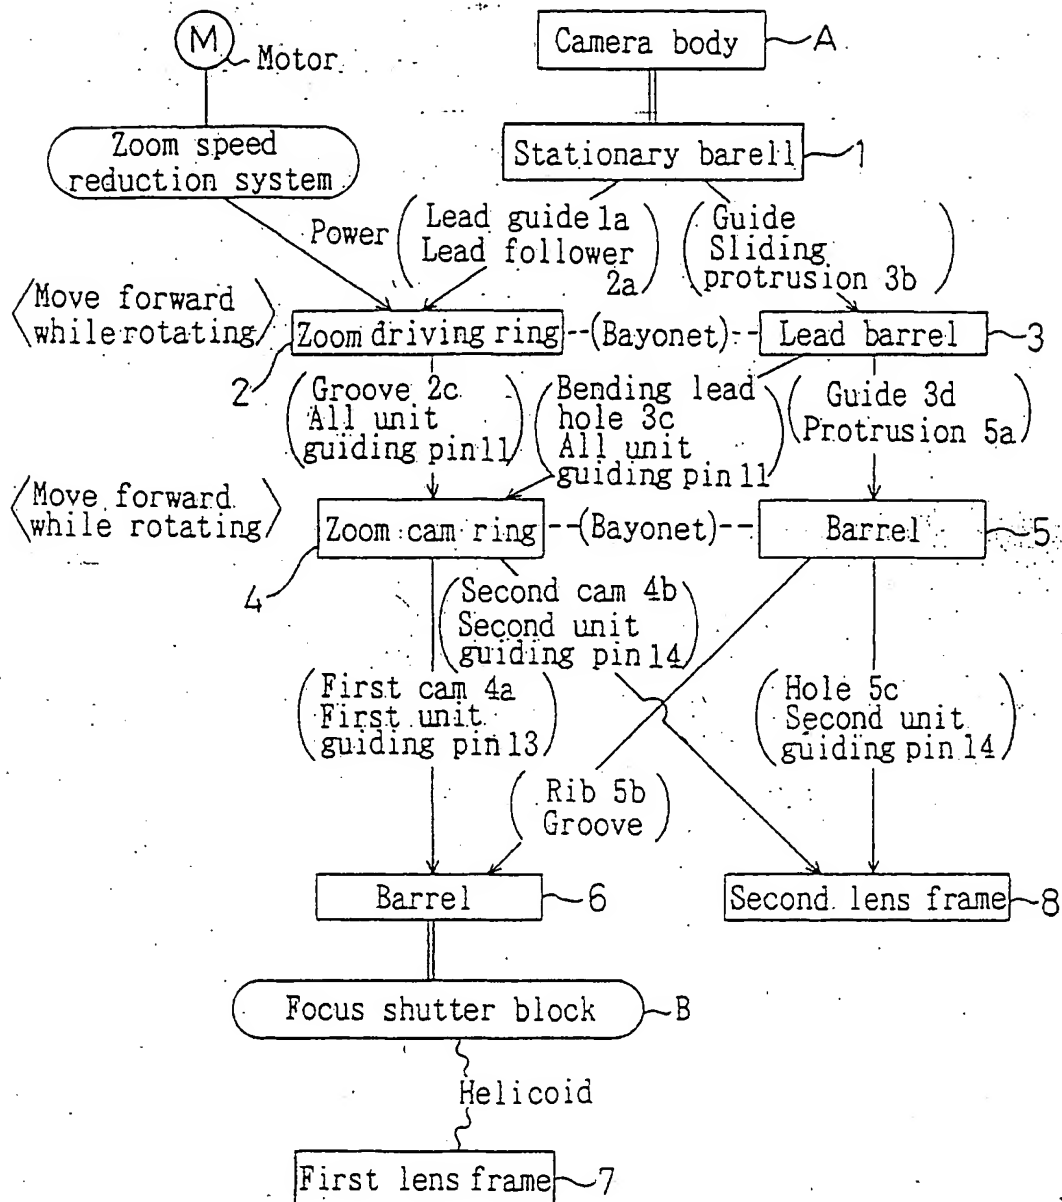 M
Motor
Camera body
A
Zoom speed
reduction system
Stationary barell
1
Power
Lead guide 1a
Lead follower
2a
Guide
Sliding
protrusion 3b
Move forward
while rotating
Zoom driving ring
(Bayonet)
Lead barrel
3
2
Groove 2c
All unit
guiding pin 11
Bending lead
hole 3c
All unit
guiding pin 11
Guide 3d
Protrusion 5a
Move forward
while rotating
Zoom cam ring
(Bayonet)
Barrel
5
4
Second cam 4b
Second unit
guiding pin 14
First cam 4a
First unit
guiding pin 13
Hole 5c
Second unit
guiding pin 14
Rib 5b
Groove
Barrel
6
Second lens frame
8
Focus shutter block
B
Helicoid
First lens frame
7